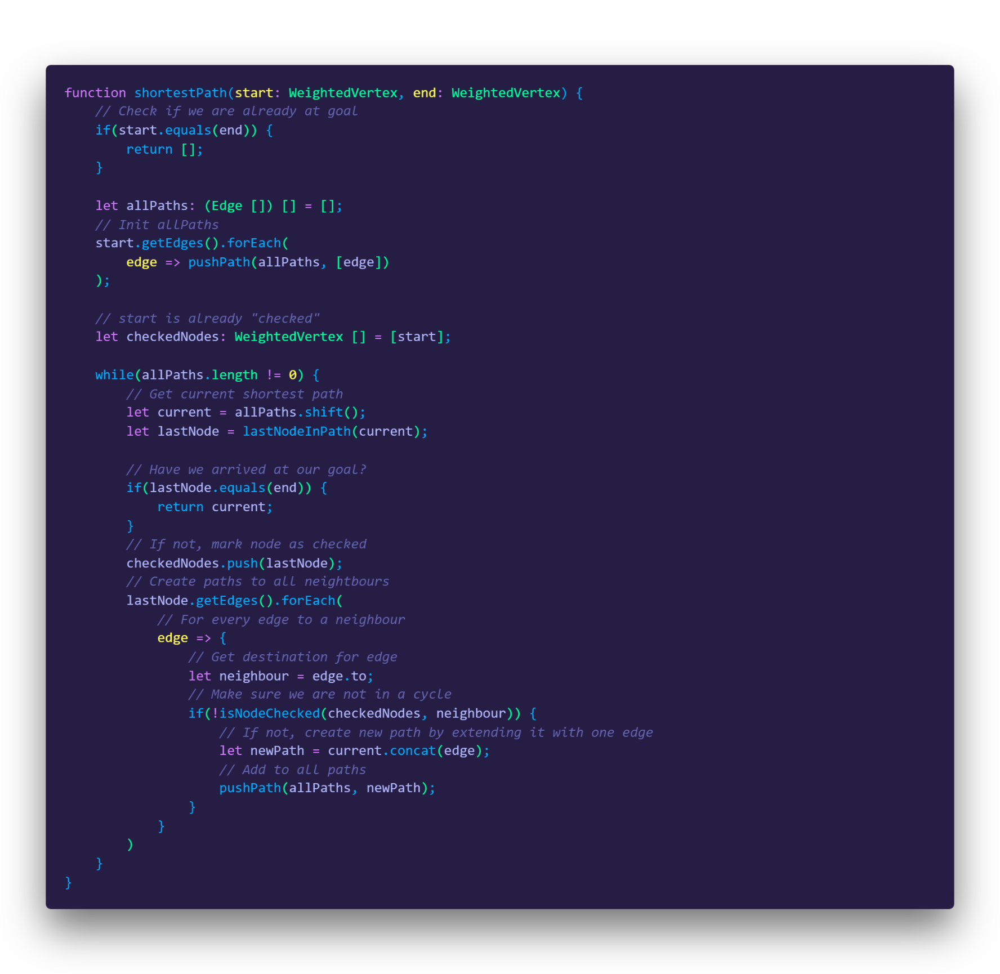 function shortestPath(start: WeightedVertex, end: WeightedVertex) {
    // Check if we are already at goal
    if(start.equals(end)) {
        return [];
    }

    let allPaths: (Edge []) [] = [];
    // Init allPaths
    start.getEdges().forEach(
        edge => pushPath(allPaths, [edge])
    );

    // start is already "checked"
    let checkedNodes: WeightedVertex [] = [start];

    while(allPaths.length != 0) {
        // Get current shortest path
        let current = allPaths.shift();
        let lastNode = lastNodeInPath(current);

        // Have we arrived at our goal?
        if(lastNode.equals(end)) {
            return current;
        }
        // If not, mark node as checked
        checkedNodes.push(lastNode);
        // Create paths to all neightbours
        lastNode.getEdges().forEach(
            // For every edge to a neighbour
            edge => {
                // Get destination for edge
                let neighbour = edge.to;
                // Make sure we are not in a cycle
                if(!isNodeChecked(checkedNodes, neighbour)) {
                    // If not, create new path by extending it with one edge
                    let newPath = current.concat(edge);
                    // Add to all paths
                    pushPath(allPaths, newPath);
                }
            }
        )
    }
}